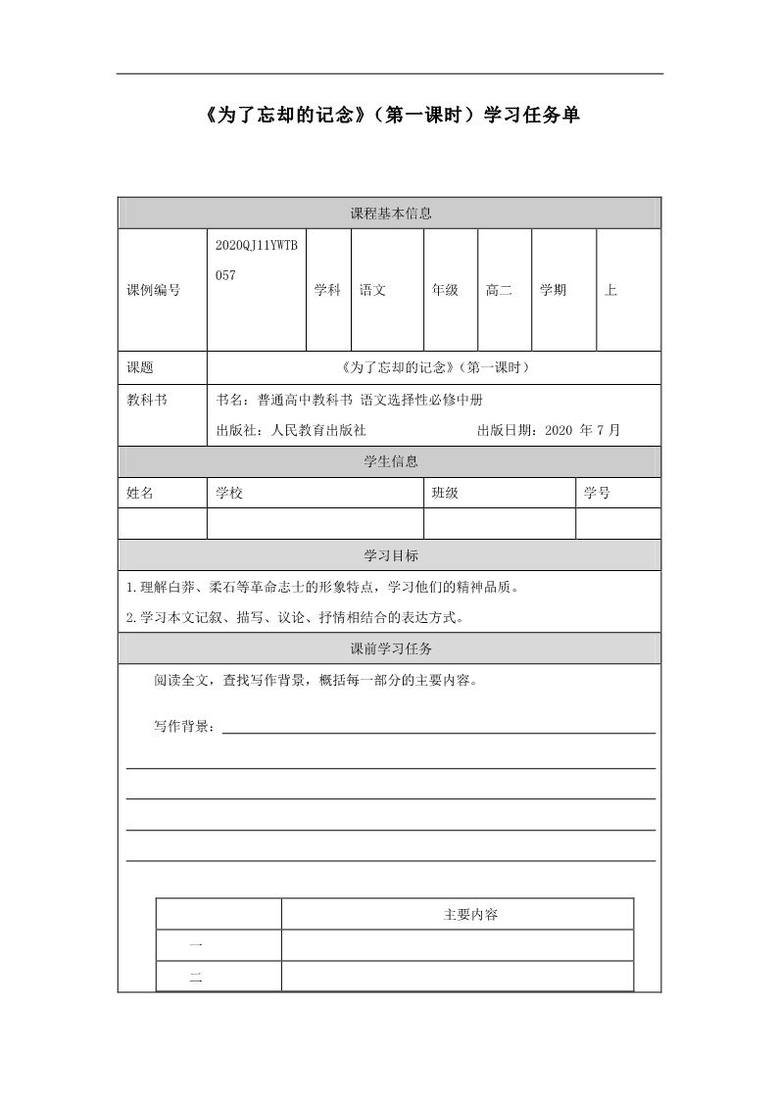 《为了忘却的记念》（第一课时）学习任务单
课程基本信息
课例编号 2020QJ11YWTB
057 学科 语文 年级 高二 学期 上
课题 《为了忘却的记念》（第一课时）
教科书 书名：普通高中教科书 语文选择性必修中册
出版社：人民教育出版社 出版日期：2020 年 7 月
学生信息
姓名 学校 班级 学号
学习目标
1.理解白莽、柔石等革命志士的形象特点，学习他们的精神品质。
2.学习本文记叙、描写、议论、抒情相结合的表达方式。
课前学习任务
阅读全文，查找写作背景，概括每一部分的主要内容。
写作背景：
主要内容
一
二